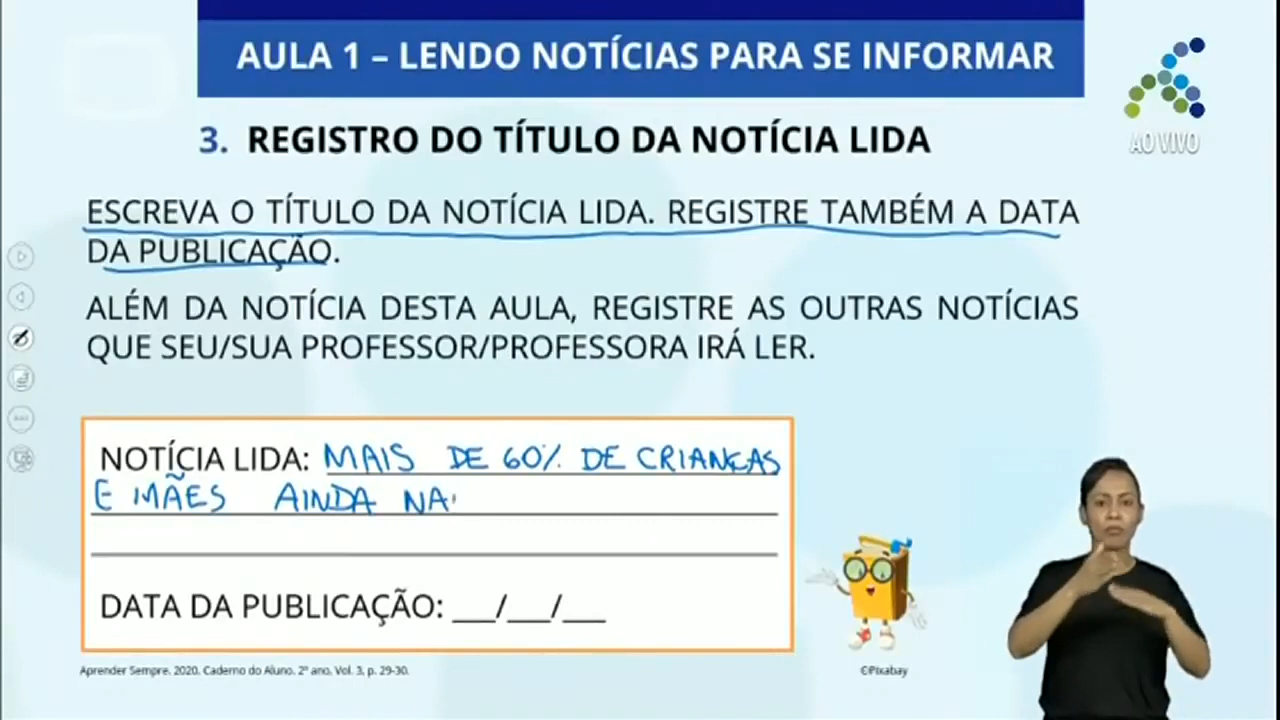 AULA 1 – LENDO NOTÍCIAS PARA SE INFORMAR
AO VIVO
3. REGISTRO DO TÍTULO DA NOTÍCIA LIDA
ESCREVA O TÍTULO DA NOTÍCIA LIDA. REGISTRE TAMBÉM A DATA
DA PUBLICAÇÃO.
ALÉM DA NOTÍCIA DESTA AULA, REGISTRE AS OUTRAS NOTÍCIAS
QUE SEU/SUA PROFESSOR/PROFESSORA IRÁ LER.
NOTÍCIA LIDA: MAIS DE 60% DE CRIANÇAS
E MÃES AINDA NA
DATA DA PUBLICAÇÃO: ___/___/___
Aprender Sempre. 2020. Caderno do Aluno. 2º ano. Vol. 3, p. 29-30.
©Pixabay